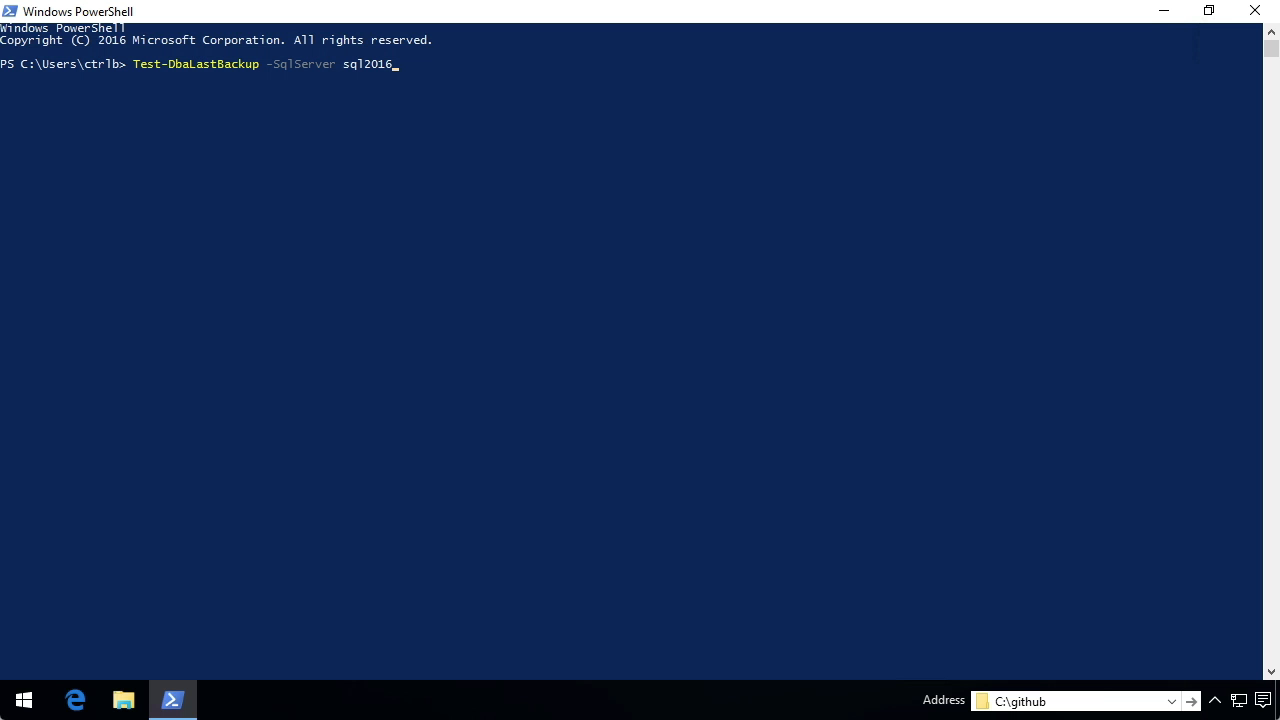 Windows PowerShell
Windows PowerShell
Copyright (C) 2016 Microsoft Corporation. All rights reserved.
PS C:\Users\ctrlb> Test-DbaLastBackup -SqlServer sql2016_
Address C:\github